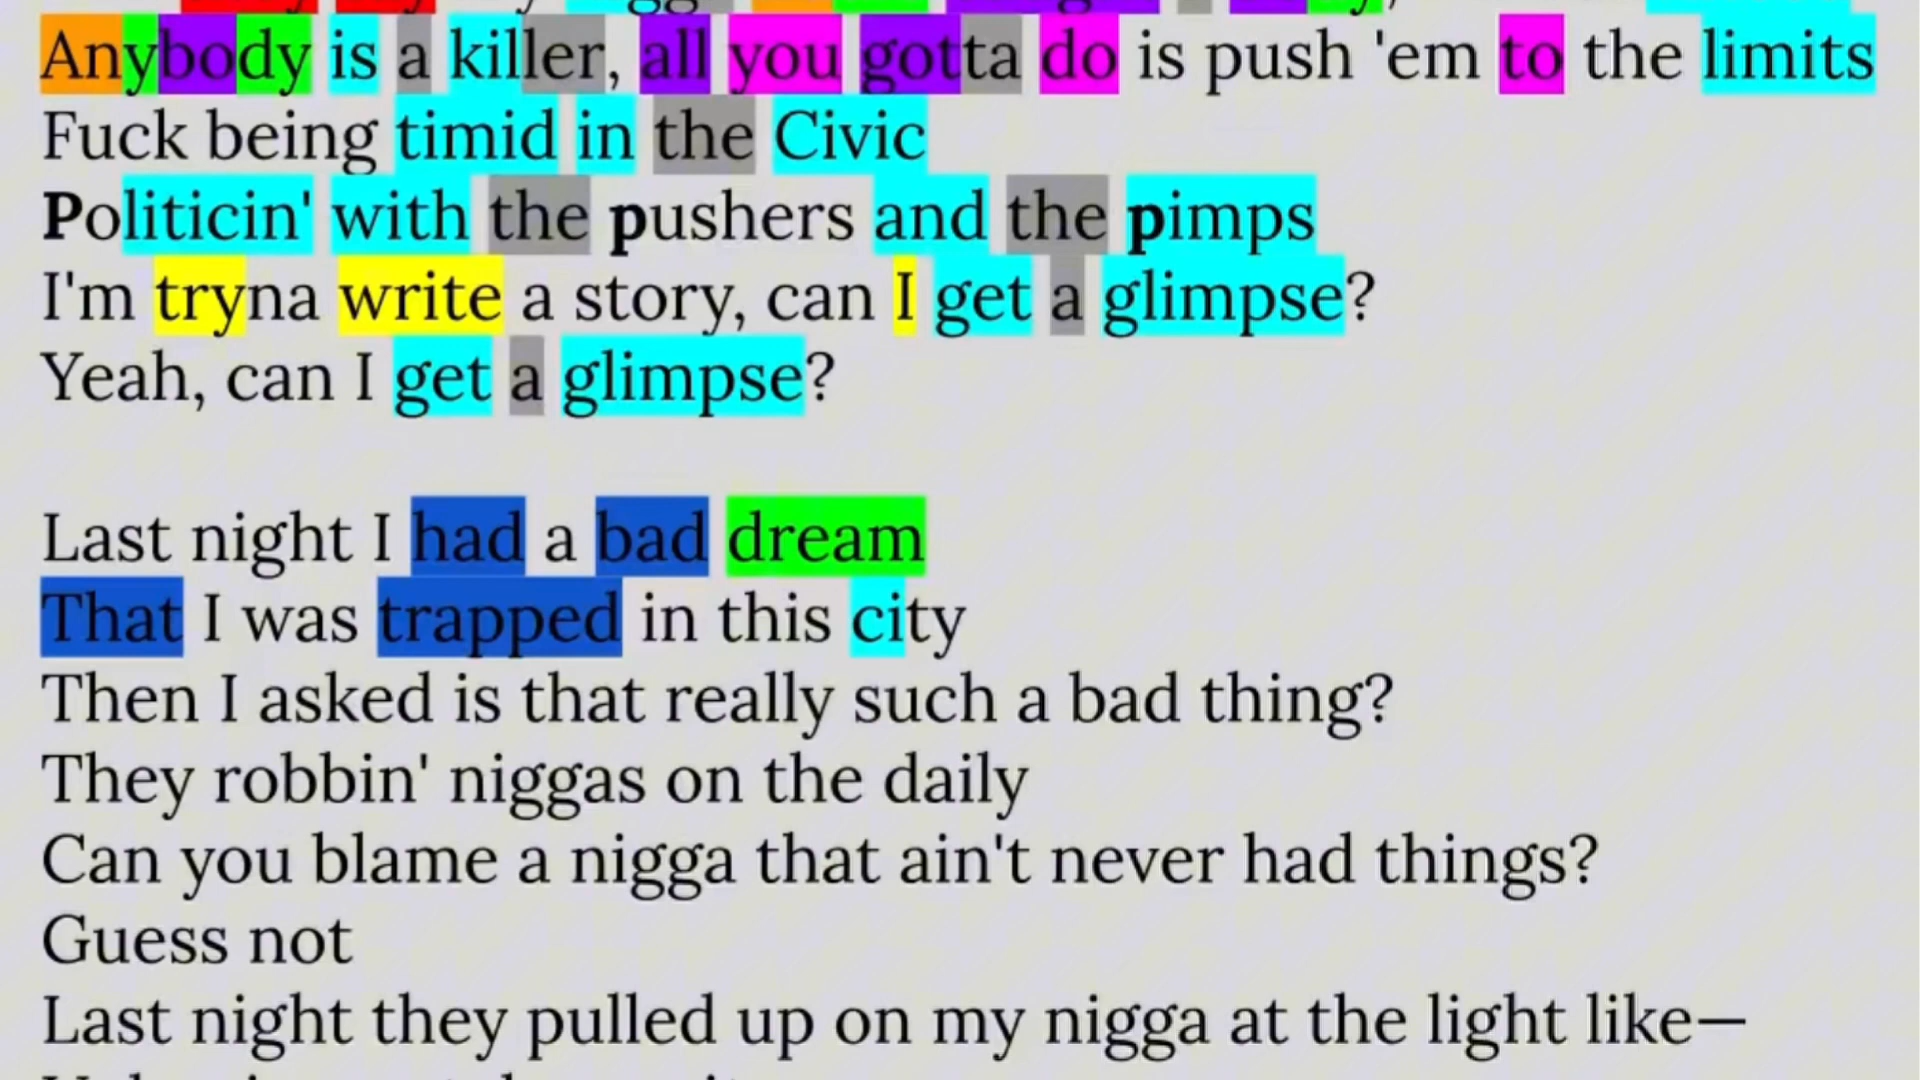 Anybody is a killer, all you gotta do is push 'em to the limits
Fuck being timid in the Civic
Politicin' with the pushers and the pimps
I'm tryna write a story, can I get a glimpse?
Yeah, can I get a glimpse?
Last night I had a bad dream
That I was trapped in this city
Then I asked is that really such a bad thing?
They robbin' niggas on the daily
Can you blame a nigga that ain't never had things?
Guess not
Last night they pulled up on my nigga at the light like—